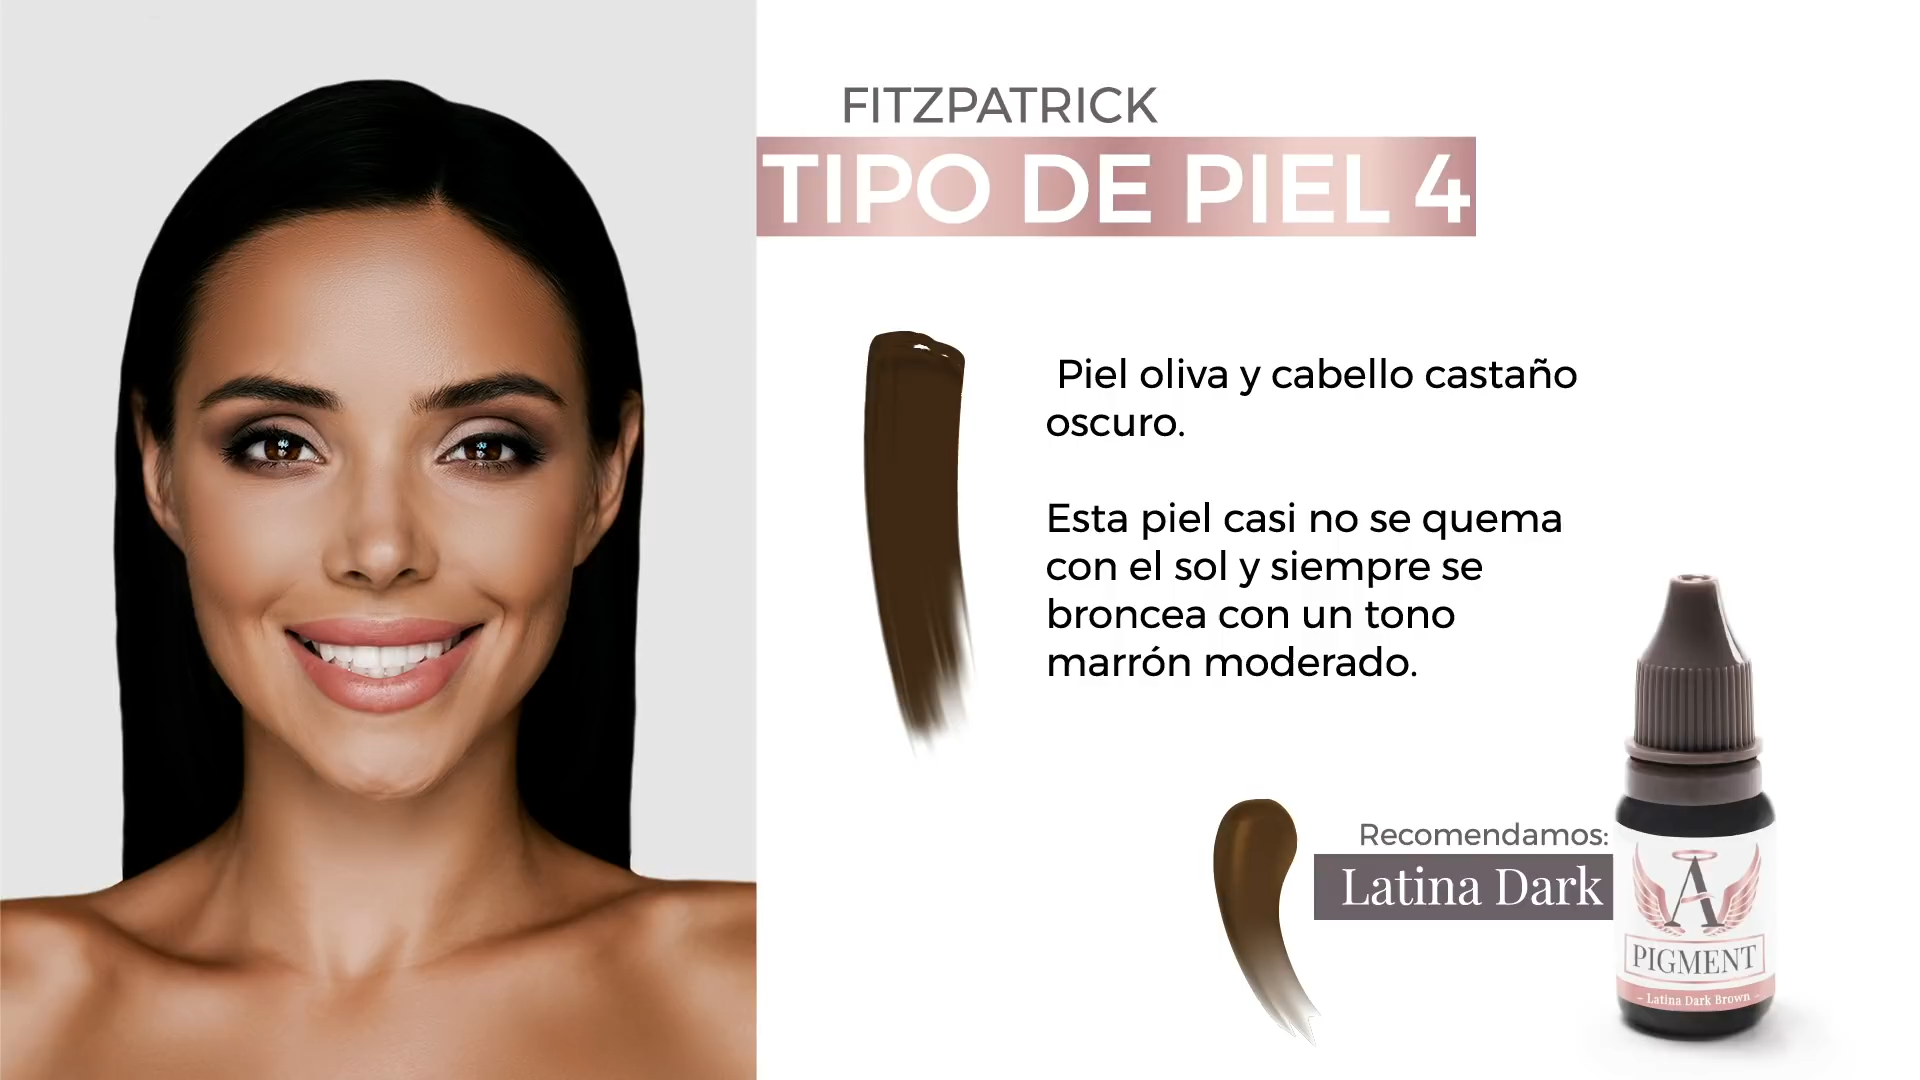 FITZPATRICK
TIPO DE PIEL 4
Piel oliva y cabello castaño
oscuro.
Esta piel casi no se quema
con el sol y siempre se
broncea con un tono
marrón moderado.
Recomendamos:
Latina Dark
A
PIGMENT
- Latina Dark Brown -